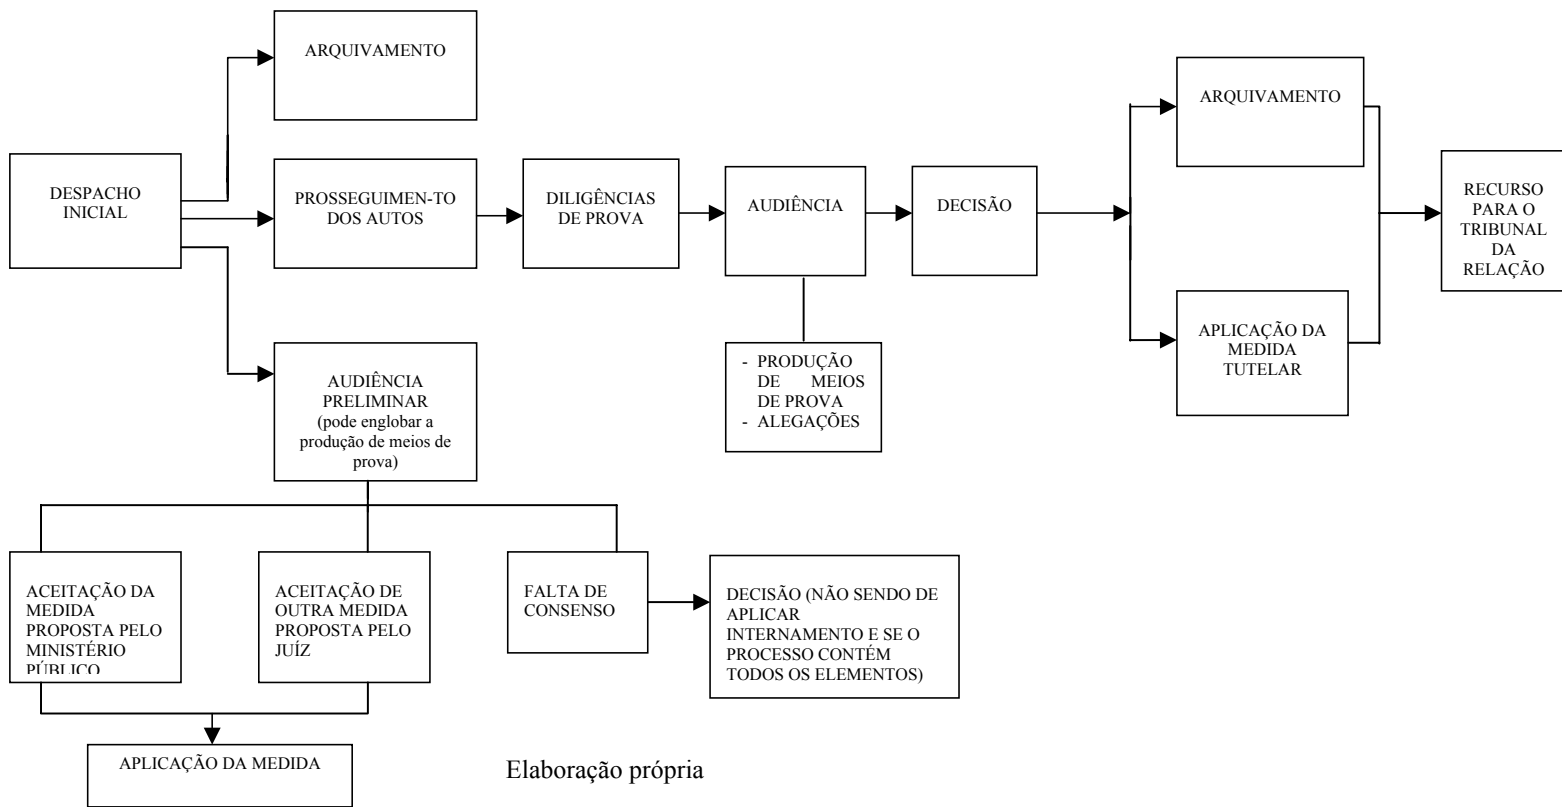 ARQUIVAMENTO
ARQUIVAMENTO
DESPACHO
INICIAL
PROSSEGUIMEN-TO
DOS AUTOS
DILIGÊNCIAS
DE PROVA
AUDIÊNCIA
DECISÃO
RECURSO
PARA O
TRIBUNAL
DA
RELAÇÃO
APLICAÇÃO DA
MEDIDA
TUTELAR
- PRODUÇÃO
DE MEIOS
DE PROVA
- ALEGAÇÕES
AUDIÊNCIA
PRELIMINAR
(pode englobar a
produção de meios de
prova)
ACEITAÇÃO DA
MEDIDA
PROPOSTA PELO
MINISTÉRIO
PÚBLICO
ACEITAÇÃO DE
OUTRA MEDIDA
PROPOSTA PELO
JUÍZ
FALTA DE
CONSENSO
DECISÃO (NÃO SENDO DE
APLICAR
INTERNAMENTO E SE O
PROCESSO CONTÉM
TODOS OS ELEMENTOS)
APLICAÇÃO DA MEDIDA
Elaboração própria